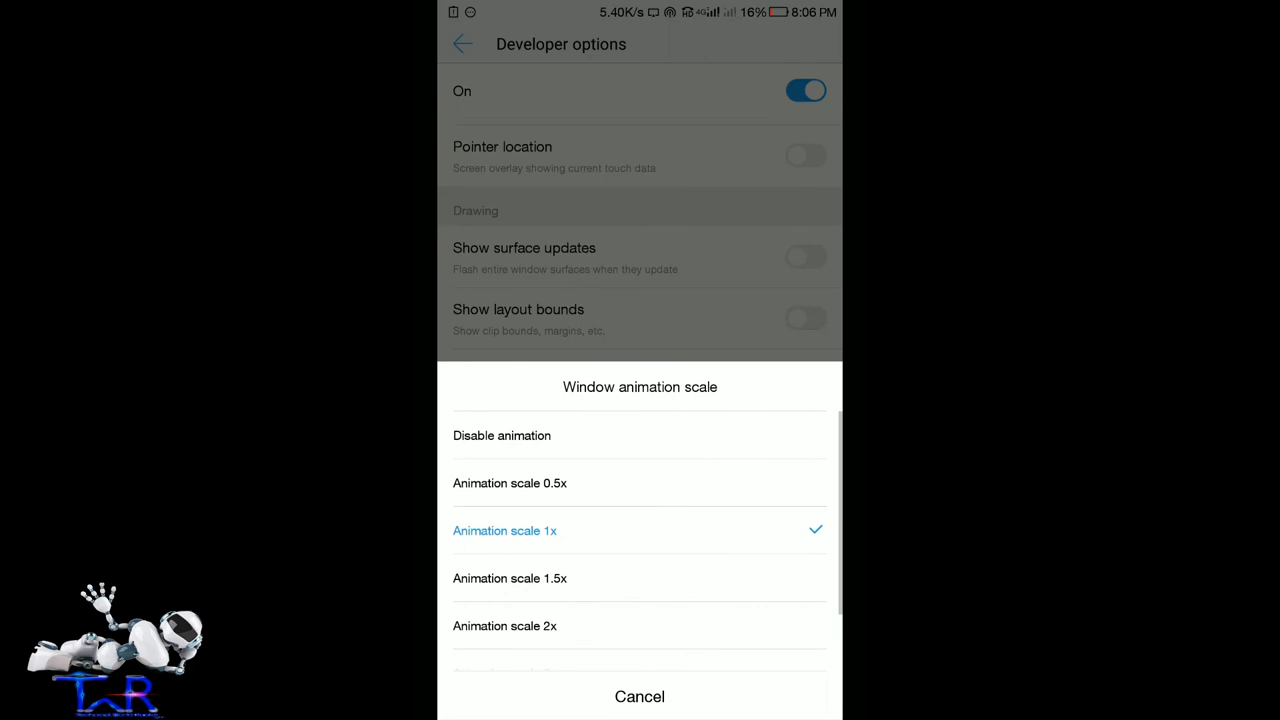 5.40K/s HD 4G 16% 8:06 PM
Developer options
On
Pointer location
Screen overlay showing current touch data
Drawing
Show surface updates
Flash entire window surfaces when they update
Show layout bounds
Show clip bounds, margins, etc.
Window animation scale
Disable animation
Animation scale 0.5x
Animation scale 1x
Animation scale 1.5x
Animation scale 2x
Cancel
TWR